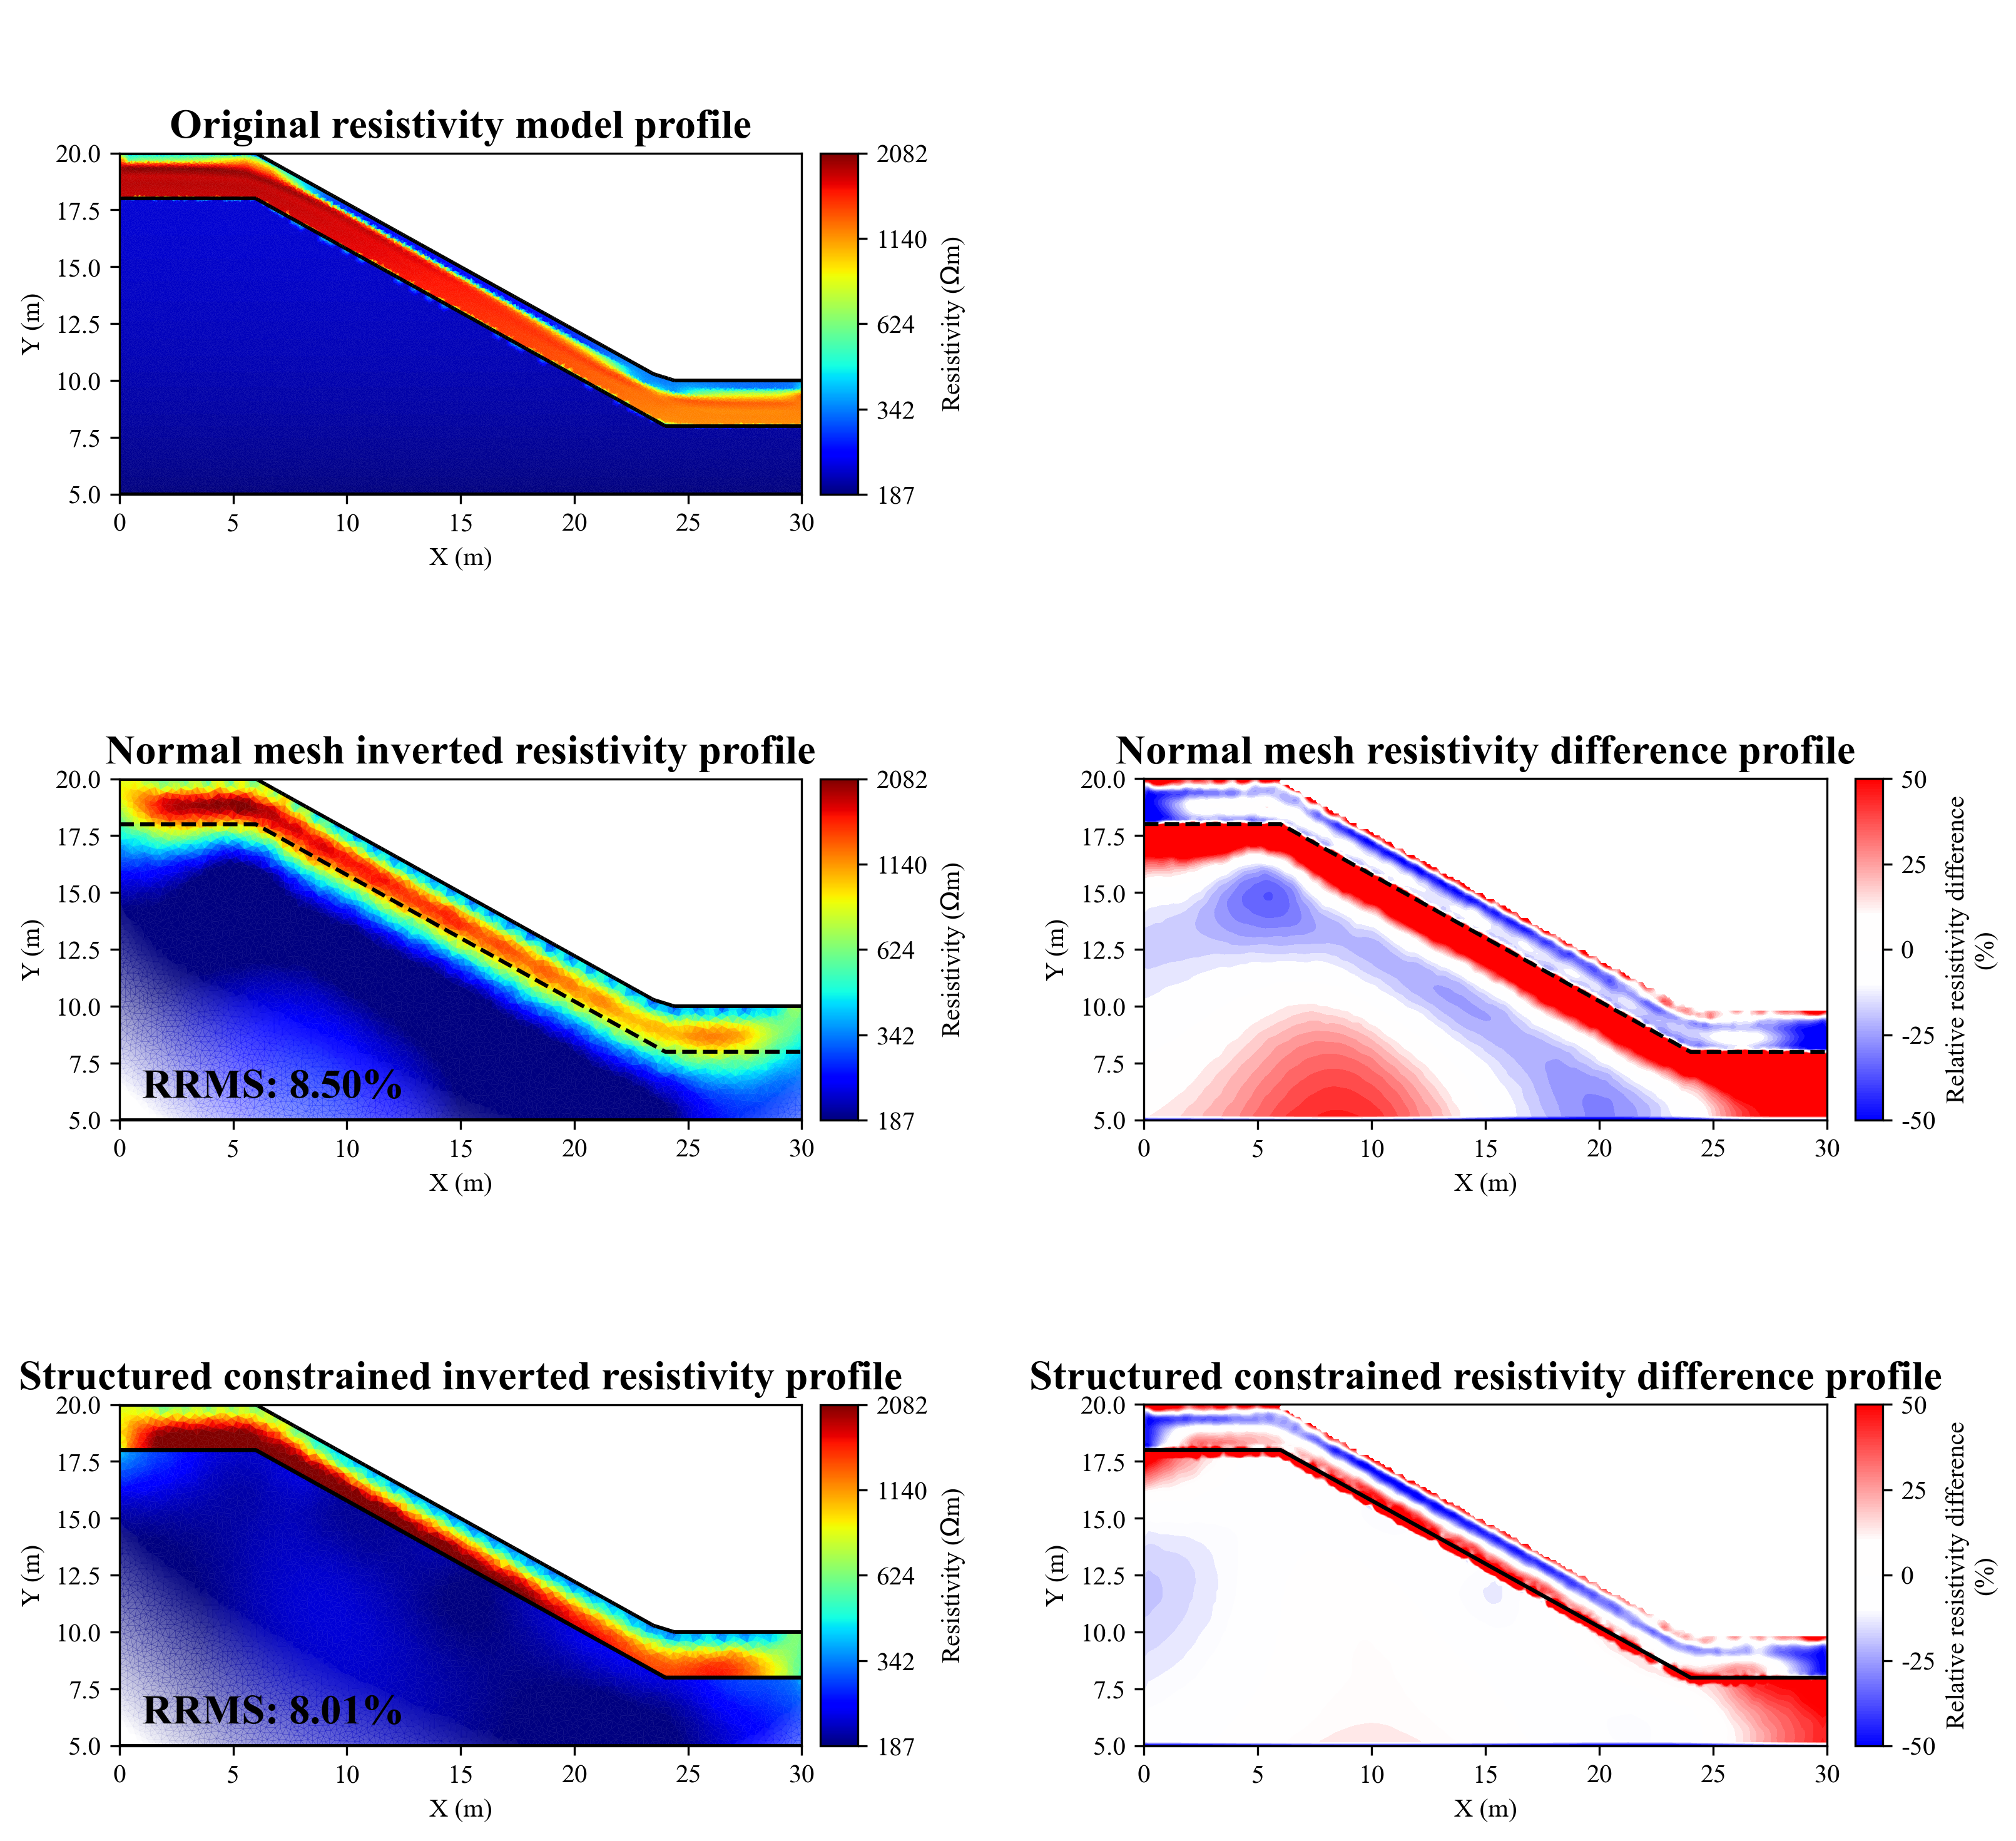 Original resistivity model profile
20.0
17.5
15.0
12.5
10.0
7.5
5.0
Y (m)
0 5 10 15 20 25 30
X (m)
2082
1140
624
342
187
Resistivity (Ωm)
Normal mesh inverted resistivity profile
20.0
17.5
15.0
12.5
10.0
7.5
5.0
Y (m)
RRMS: 8.50%
0 5 10 15 20 25 30
X (m)
2082
1140
624
342
187
Resistivity (Ωm)
Normal mesh resistivity difference profile
20.0
17.5
15.0
12.5
10.0
7.5
5.0
Y (m)
0 5 10 15 20 25 30
X (m)
50
25
0
-25
-50
Relative resistivity difference
(%)
Structured constrained inverted resistivity profile
20.0
17.5
15.0
12.5
10.0
7.5
5.0
Y (m)
RRMS: 8.01%
0 5 10 15 20 25 30
X (m)
2082
1140
624
342
187
Resistivity (Ωm)
Structured constrained resistivity difference profile
20.0
17.5
15.0
12.5
10.0
7.5
5.0
Y (m)
0 5 10 15 20 25 30
X (m)
50
25
0
-25
-50
Relative resistivity difference
(%)